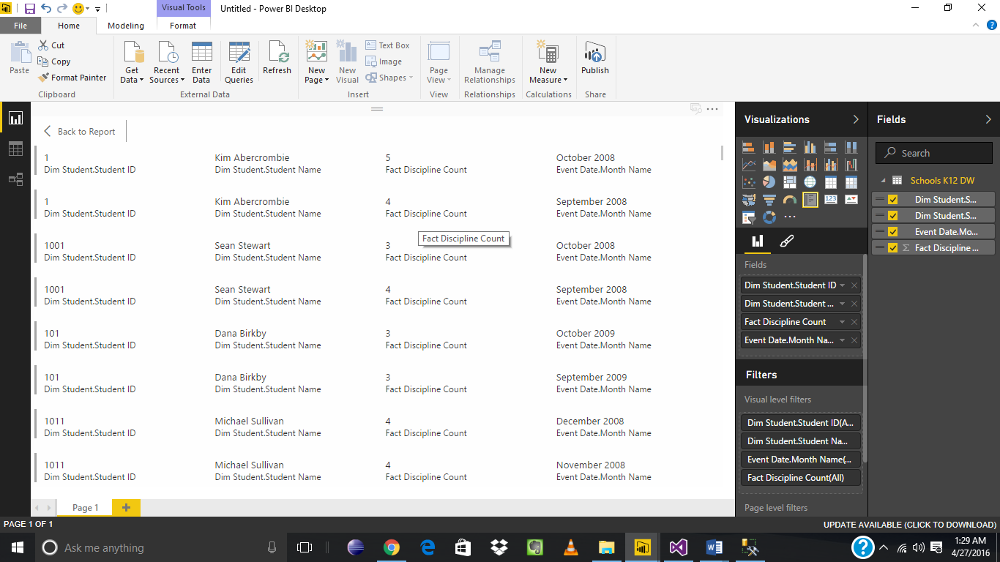 Visual Tools
Untitled - Power BI Desktop
File Home Modeling Format
Paste
Cut
Copy
Format Painter
Clipboard
Get Data
Recent Sources
Enter Data
Edit Queries
Refresh
External Data
New Page
New Visual
Text Box
Image
Shapes
Insert
Page View
View
Manage Relationships
Relationships
New Measure
Calculations
Publish
Share
Back to Report
1 Kim Abercrombie 5 October 2008
Dim Student.Student ID Dim Student.Student Name Fact Discipline Count Event Date.Month Name
1 Kim Abercrombie 4 September 2008
Dim Student.Student ID Dim Student.Student Name Fact Discipline Count Event Date.Month Name
Fact Discipline Count
1001 Sean Stewart 3 October 2008
Dim Student.Student ID Dim Student.Student Name Fact Discipline Count Event Date.Month Name
1001 Sean Stewart 4 September 2008
Dim Student.Student ID Dim Student.Student Name Fact Discipline Count Event Date.Month Name
101 Dana Birkby 3 October 2009
Dim Student.Student ID Dim Student.Student Name Fact Discipline Count Event Date.Month Name
101 Dana Birkby 3 September 2009
Dim Student.Student ID Dim Student.Student Name Fact Discipline Count Event Date.Month Name
1011 Michael Sullivan 4 December 2008
Dim Student.Student ID Dim Student.Student Name Fact Discipline Count Event Date.Month Name
1011 Michael Sullivan 4 November 2008
Dim Student.Student ID Dim Student.Student Name Fact Discipline Count Event Date.Month Name
Visualizations
123
Fields
Dim Student.Student ID
Dim Student.Student ...
Fact Discipline Count
Event Date.Month Na...
Filters
Visual level filters
Dim Student.Student ID(A...
Dim Student.Student Na...
Event Date.Month Name(...
Fact Discipline Count(All)
Page level filters
Fields
Search
Schools K12 DW
Dim Student.S...
Dim Student.S...
Event Date.Mo...
Σ Fact Discipline ...
Page 1
PAGE 1 OF 1
UPDATE AVAILABLE (CLICK TO DOWNLOAD)
Ask me anything
1:29 AM
4/27/2016